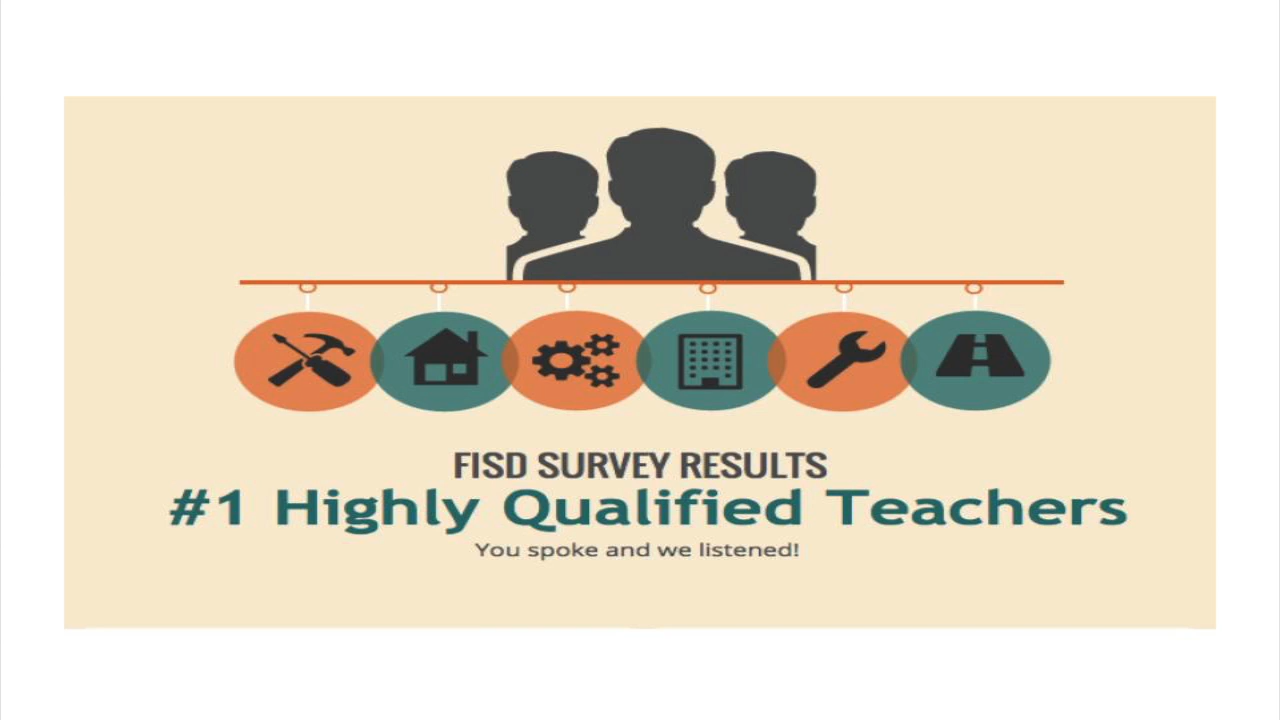 FISD SURVEY RESULTS
#1 Highly Qualified Teachers
You spoke and we listened!